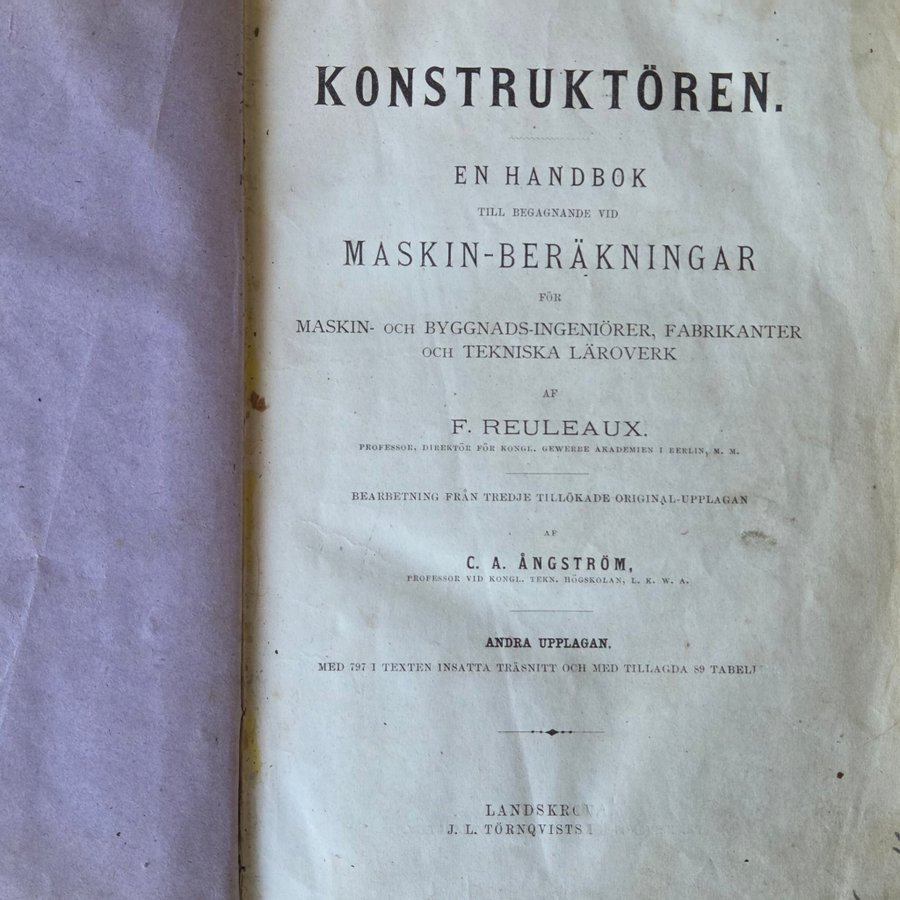 KONSTRUKTÖREN.
EN HANDBOK
TILL BEGAGNANDE VID
MASKIN-BERÄKNINGAR
FÖR
MASKIN- OCH BYGGNADS-INGENIÖRER, FABRIKANTER
OCH TEKNISKA LÄROVERK
AF
F. REULEAUX.
PROFESSOR, DIREKTÖR FÖR KONGL. GEWERBE AKADEMIEN I BERLIN, M. M.
BEARBETNING FRÅN TREDJE TILLÖKADE ORIGINAL-UPPLAGAN
AF
C. A. ÅNGSTRÖM,
PROFESSOR VID KONGL. TEKN. HÖGSKOLAN, L. K. W. A.
ANDRA UPPLAGAN.
MED 797 I TEXTEN INSATTA TRÄSNITT OCH MED TILLAGDA 89
J. L. TÖRNQVISTS